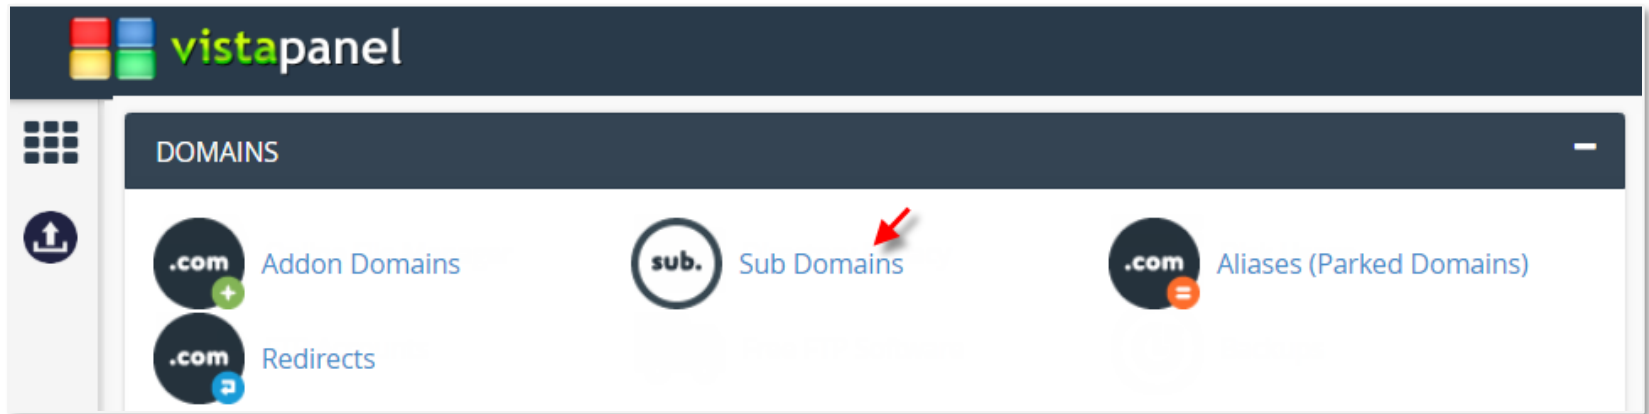 vistapanel
DOMAINS
.com Addon Domains
sub. Sub Domains
.com Aliases (Parked Domains)
.com Redirects